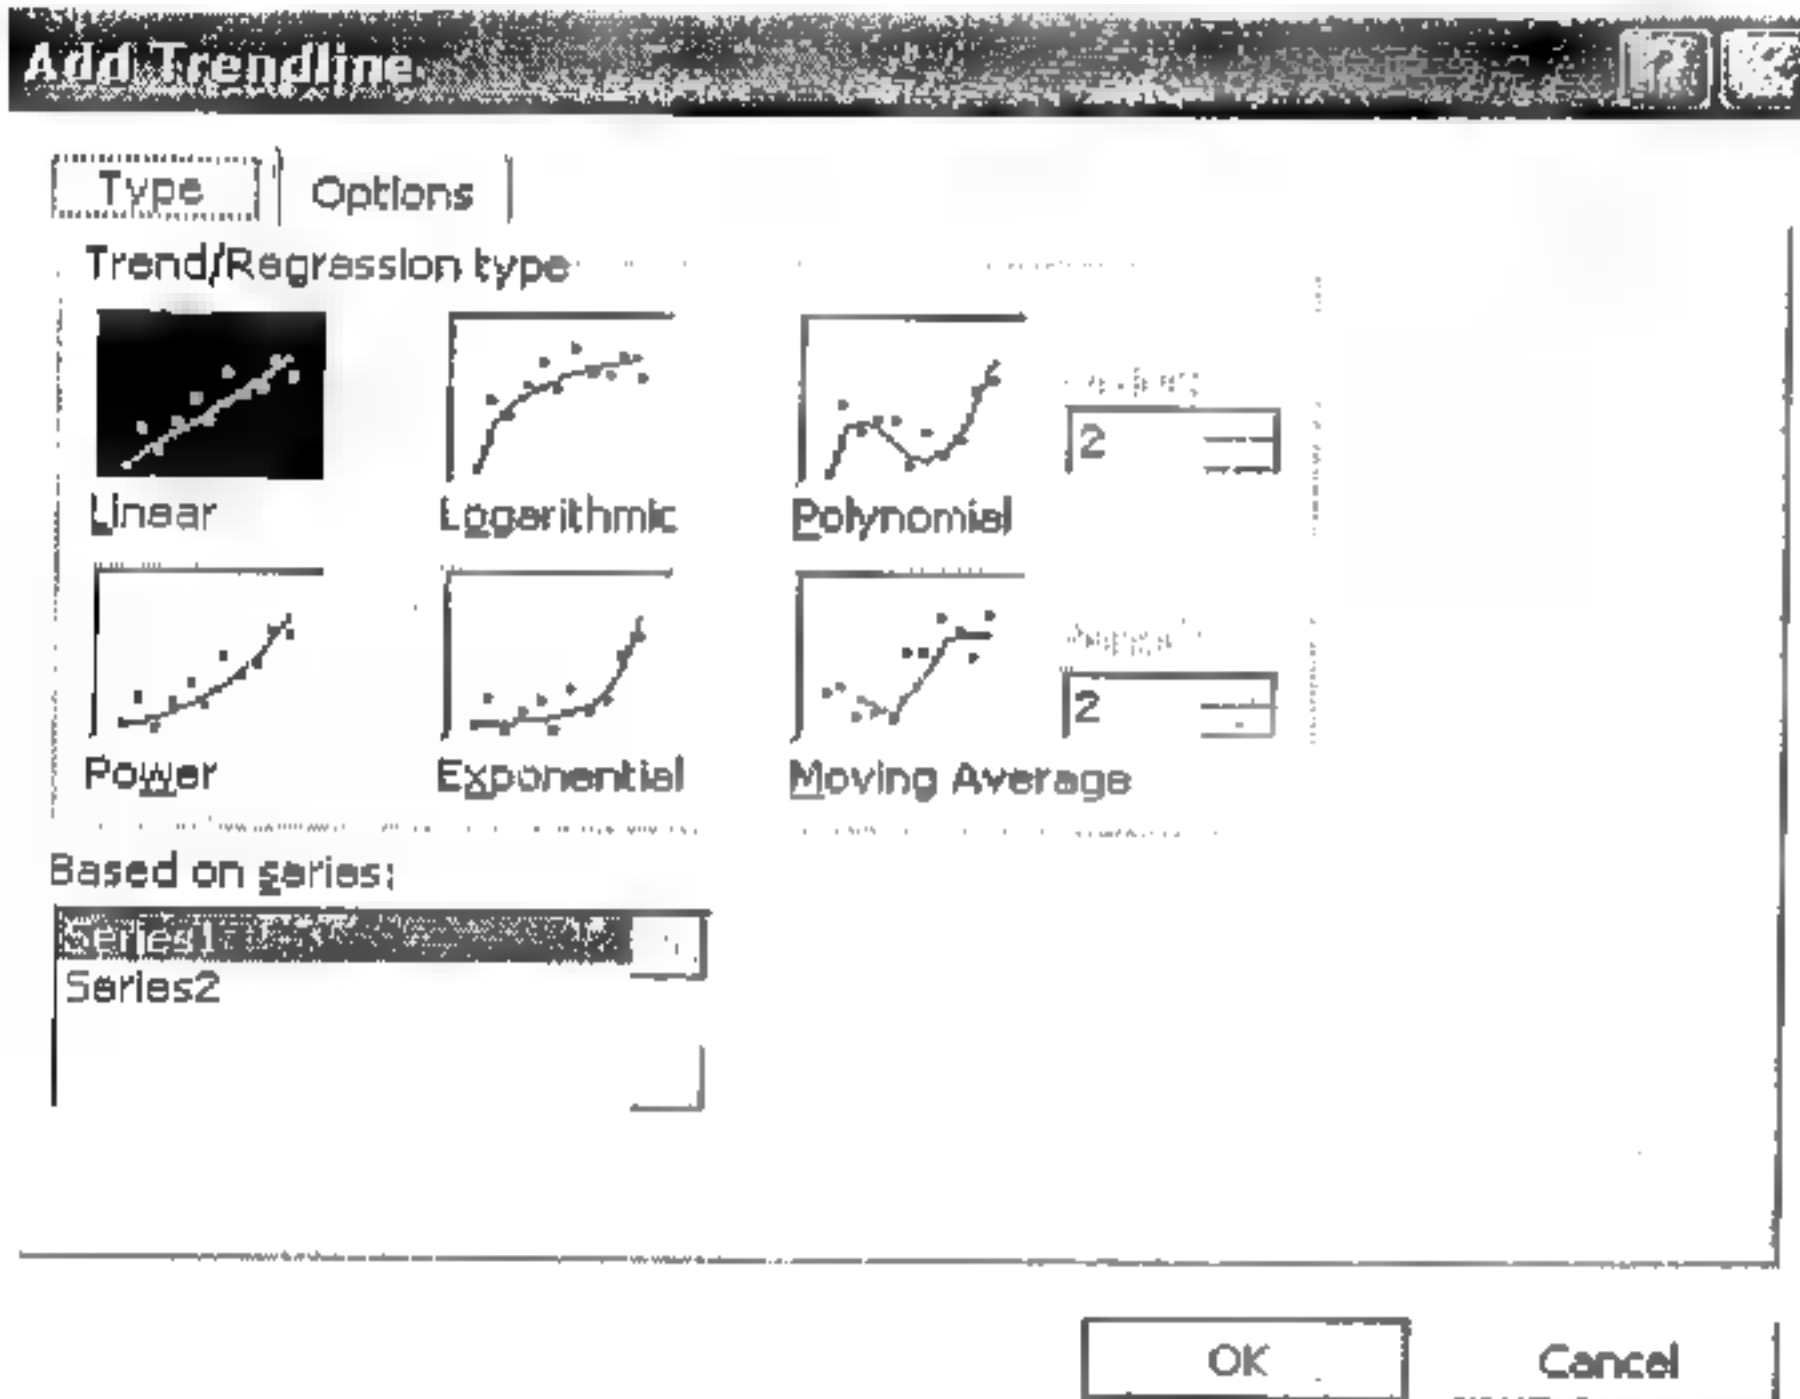 Add Trendline
Type Options
Trend/Regression type
Linear Logarithmic Polynomial
2
Power Exponential Moving Average
2
Based on series:
Series1
Series2
OK Cancel